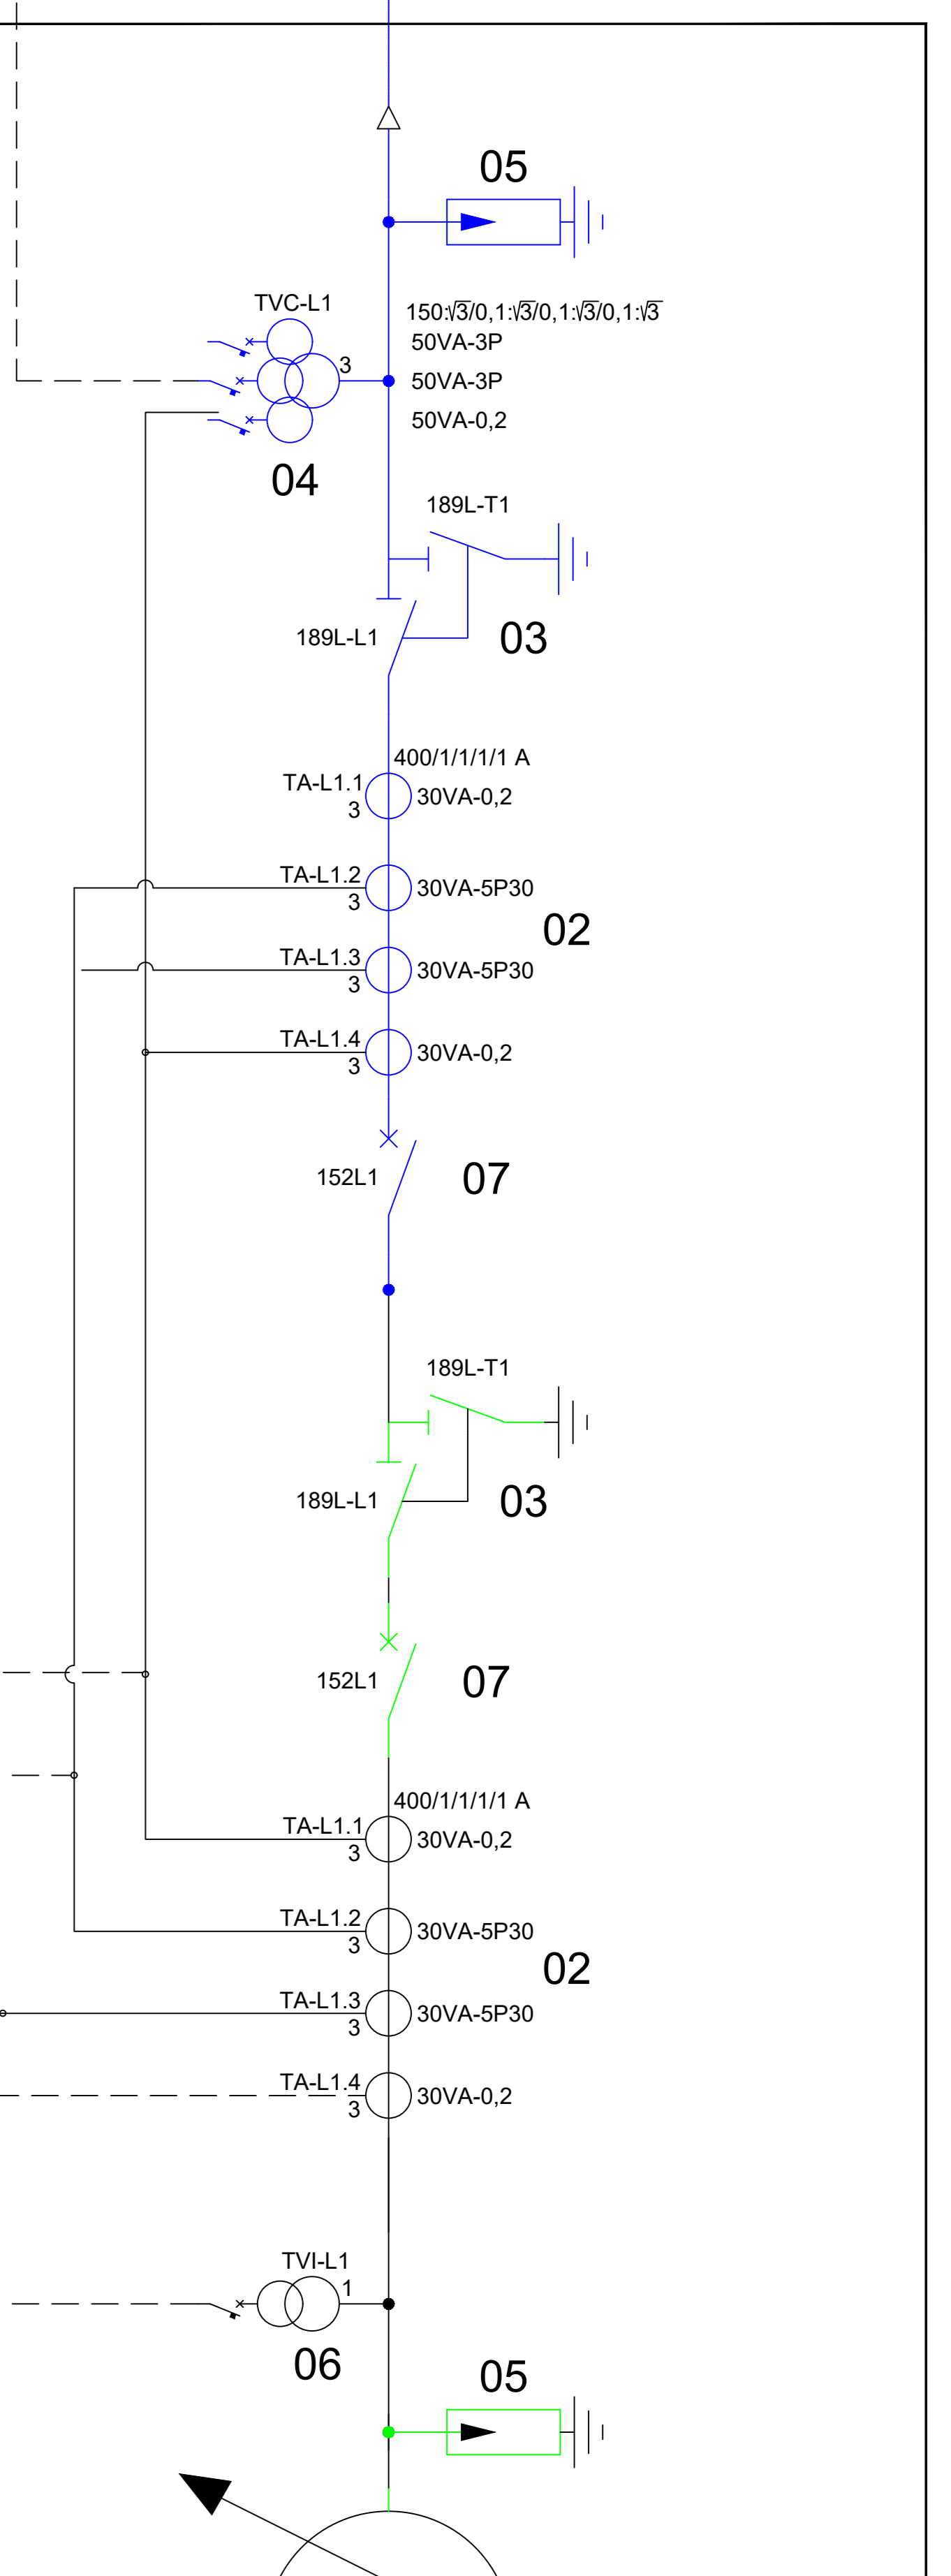 05
TVC-L1
150:√3/0,1:√3/0,1:√3/0,1:√3
50VA-3P
3
50VA-3P
50VA-0,2
04
189L-T1
189L-L1
03
400/1/1/1/1 A
TA-L1.1
30VA-0,2
3
TA-L1.2
30VA-5P30
3
02
TA-L1.3
30VA-5P30
3
TA-L1.4
30VA-0,2
3
152L1
07
189L-T1
189L-L1
03
152L1
07
400/1/1/1/1 A
TA-L1.1
30VA-0,2
3
TA-L1.2
30VA-5P30
3
02
TA-L1.3
30VA-5P30
3
TA-L1.4
30VA-0,2
3
TVI-L1
1
06
05